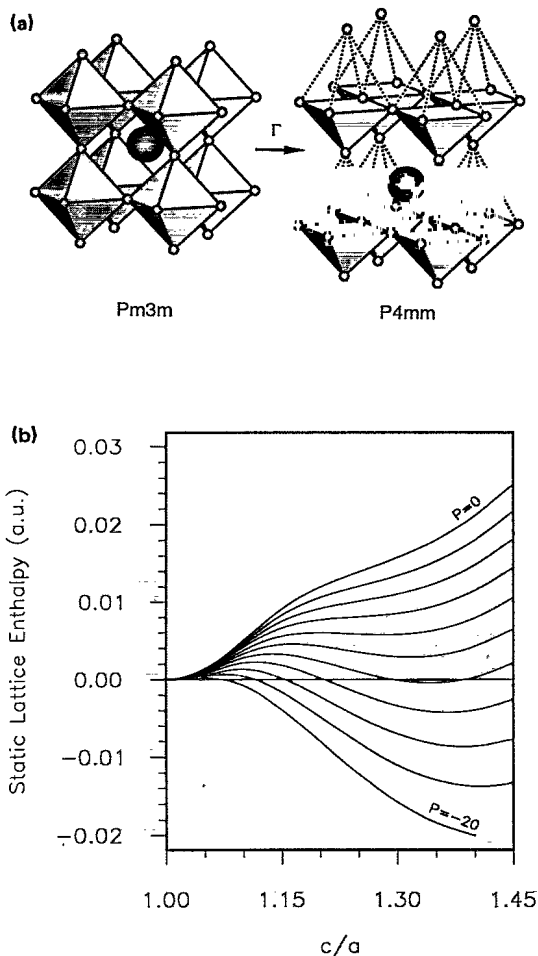 (a)
Γ
Pm3m
P4mm
(b)
Static Lattice Enthalpy (a.u.)
0.03
0.02
0.01
0.00
−0.01
−0.02
P=0
P=−20
1.00 1.15 1.30 1.45
c/a